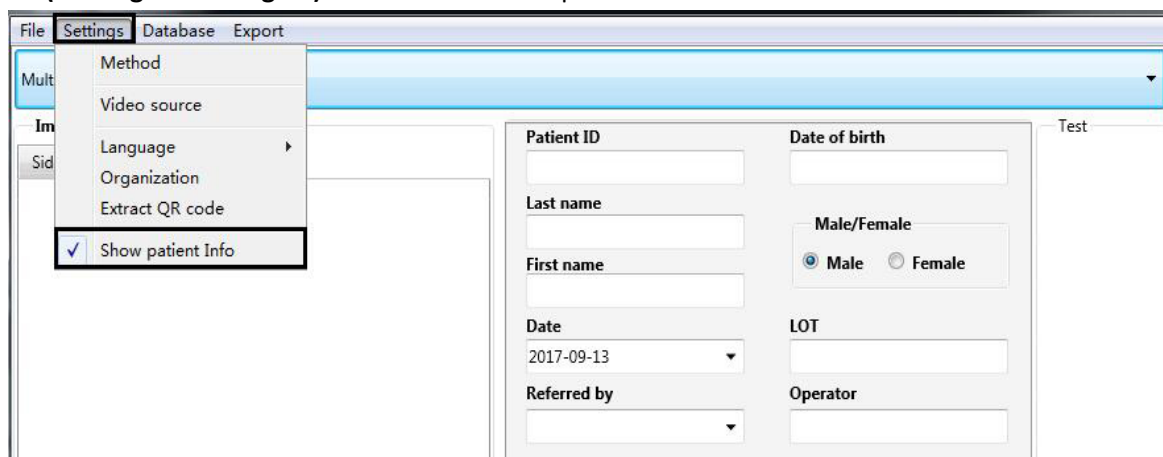 File Settings Database Export
Method
Mult
Video source
Im
Language
Sid
Organization
Extract QR code
Show patient Info
Patient ID
Date of birth
Last name
Male/Female
First name
Male Female
Date
LOT
2017-09-13
Referred by
Operator
Test